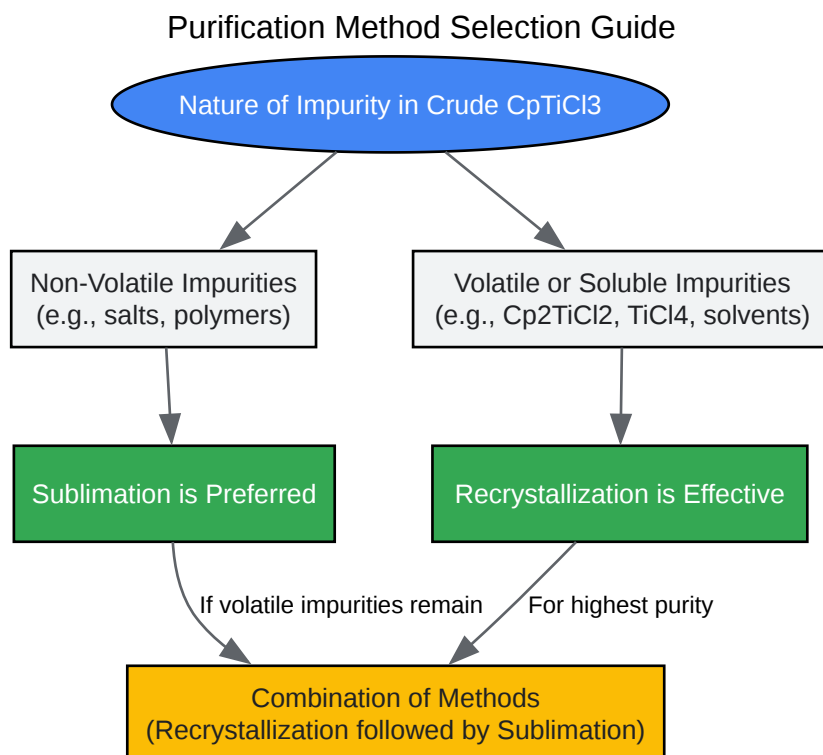 Purification Method Selection Guide
Nature of Impurity in Crude CpTiCl3
Non-Volatile Impurities
(e.g., salts, polymers)
Volatile or Soluble Impurities
(e.g., Cp2TiCl2, TiCl4, solvents)
Sublimation is Preferred
Recrystallization is Effective
If volatile impurities remain
For highest purity
Combination of Methods
(Recrystallization followed by Sublimation)